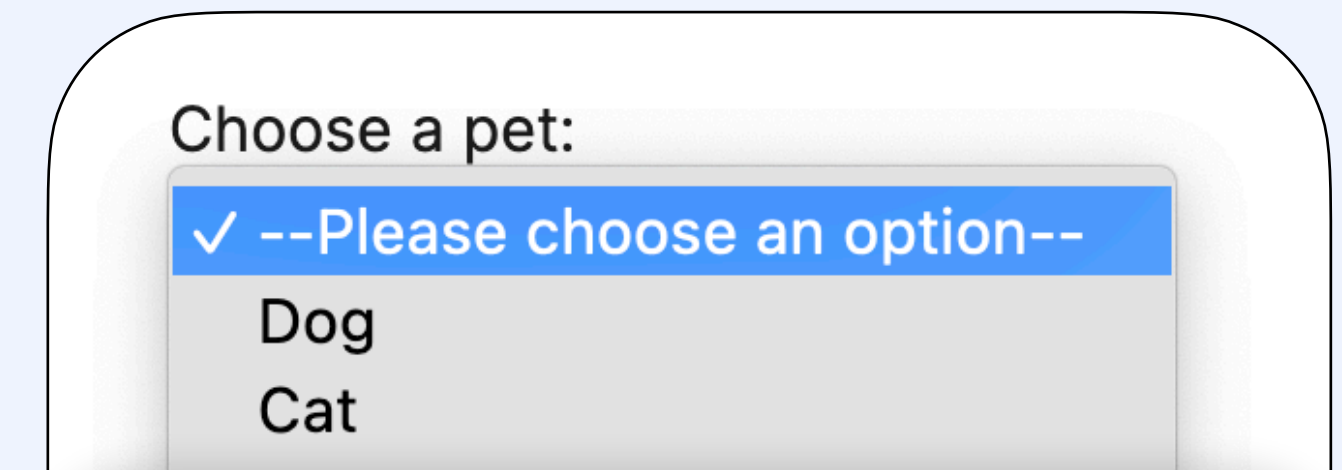 Choose a pet:
✓ --Please choose an option--
Dog
Cat